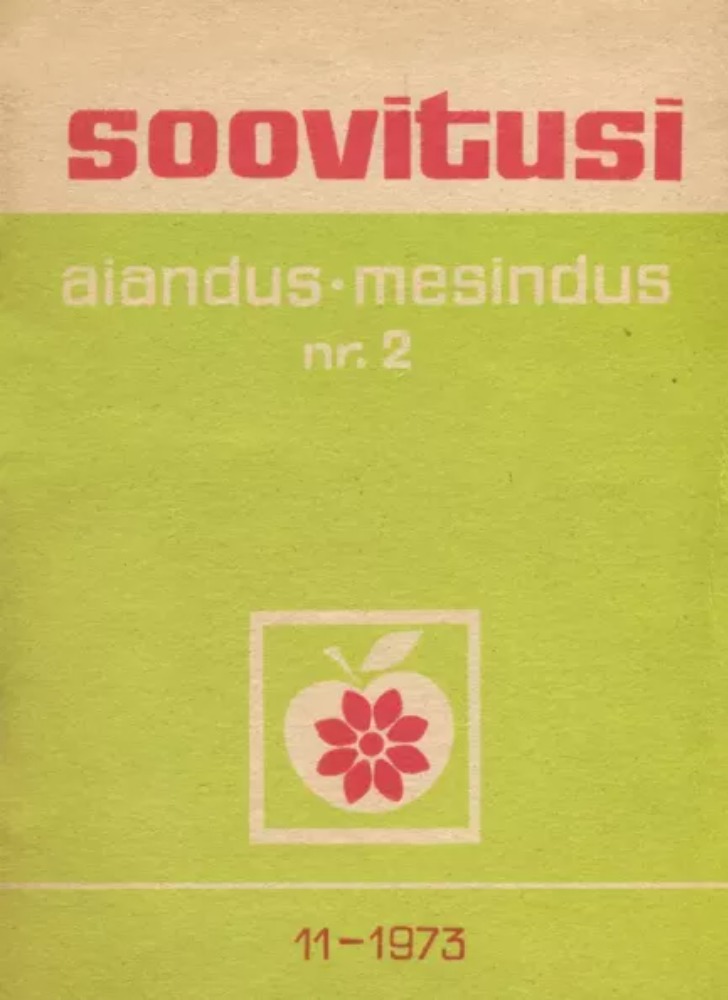 soovitusi
aiandus · mesindus
nr. 2
11-1973